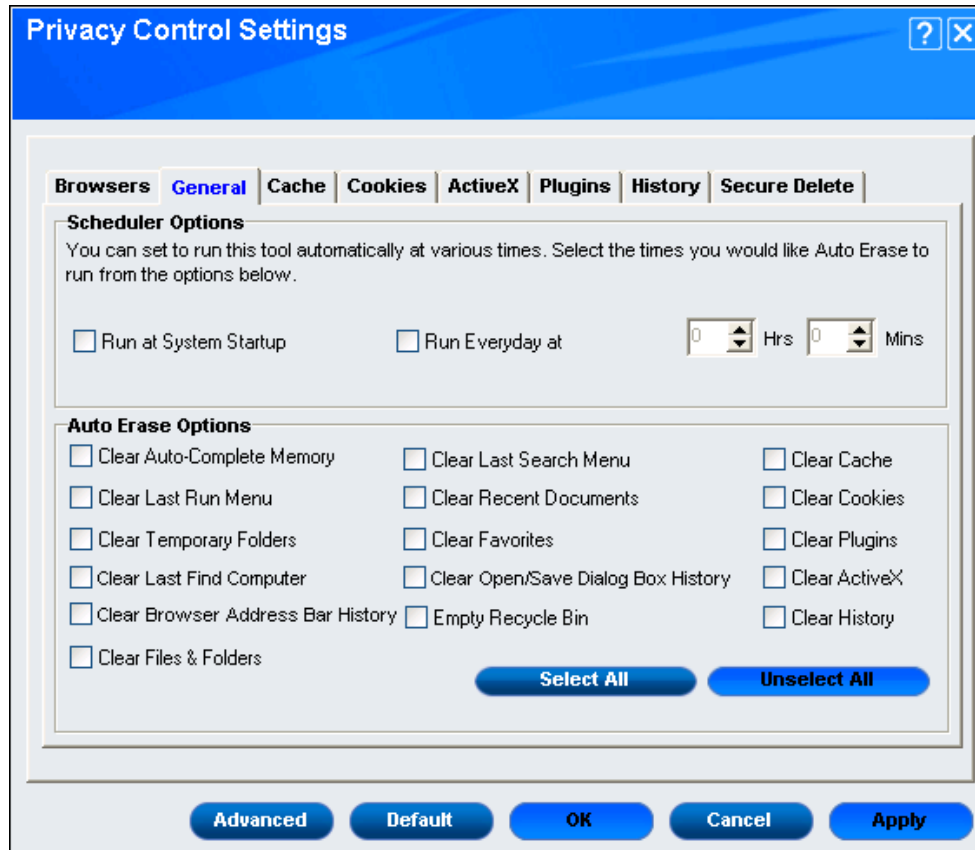 Privacy Control Settings
Browsers General Cache Cookies ActiveX Plugins History Secure Delete
Scheduler Options
You can set to run this tool automatically at various times. Select the times you would like Auto Erase to
run from the options below.
Run at System Startup Run Everyday at 0 Hrs 0 Mins
Auto Erase Options
Clear Auto-Complete Memory Clear Last Search Menu Clear Cache
Clear Last Run Menu Clear Recent Documents Clear Cookies
Clear Temporary Folders Clear Favorites Clear Plugins
Clear Last Find Computer Clear Open/Save Dialog Box History Clear ActiveX
Clear Browser Address Bar History Empty Recycle Bin Clear History
Clear Files & Folders
Select All Unselect All
Advanced Default OK Cancel Apply